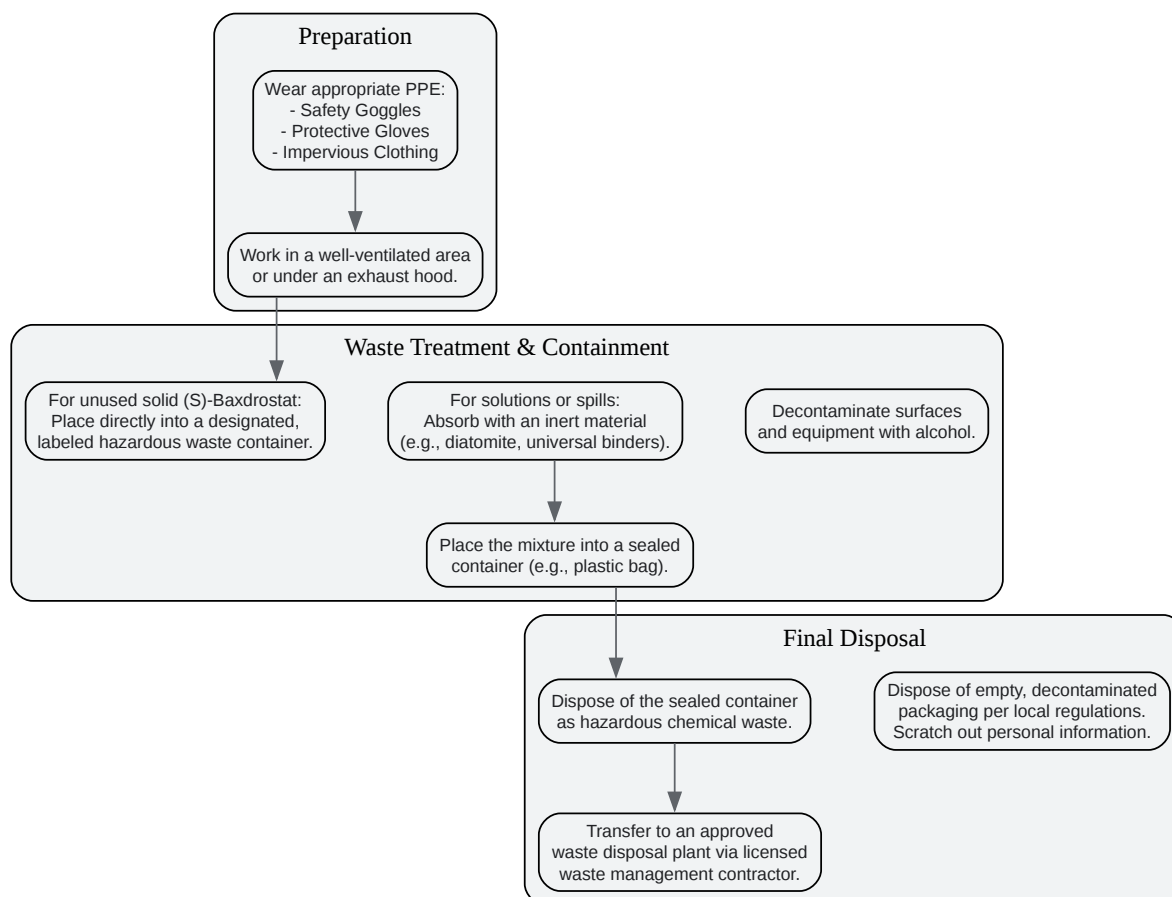 Preparation
Wear appropriate PPE:
- Safety Goggles
- Protective Gloves
- Impervious Clothing
Work in a well-ventilated area
or under an exhaust hood.
Waste Treatment & Containment
For unused solid (S)-Baxdrostat:
Place directly into a designated,
labeled hazardous waste container.
For solutions or spills:
Absorb with an inert material
(e.g., diatomite, universal binders).
Decontaminate surfaces
and equipment with alcohol.
Place the mixture into a sealed
container (e.g., plastic bag).
Final Disposal
Dispose of the sealed container
as hazardous chemical waste.
Dispose of empty, decontaminated
packaging per local regulations.
Scratch out personal information.
Transfer to an approved
waste disposal plant via licensed
waste management contractor.